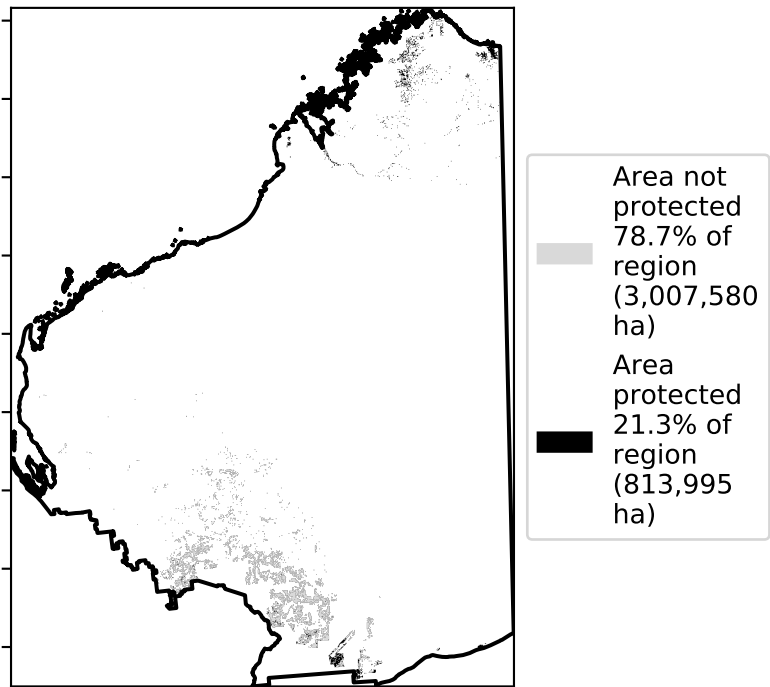 Area not
protected
78.7% of
region
(3,007,580
ha)
Area
protected
21.3% of
region
(813,995
ha)